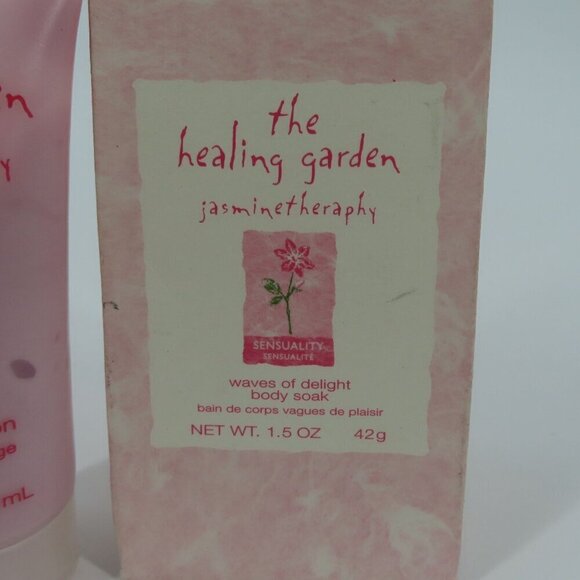 the
healing garden
jasminetheraphy
SENSUALITY
SENSUALITÉ
waves of delight
body soak
bain de corps vagues de plaisir
NET WT. 1.5 OZ 42g
mL